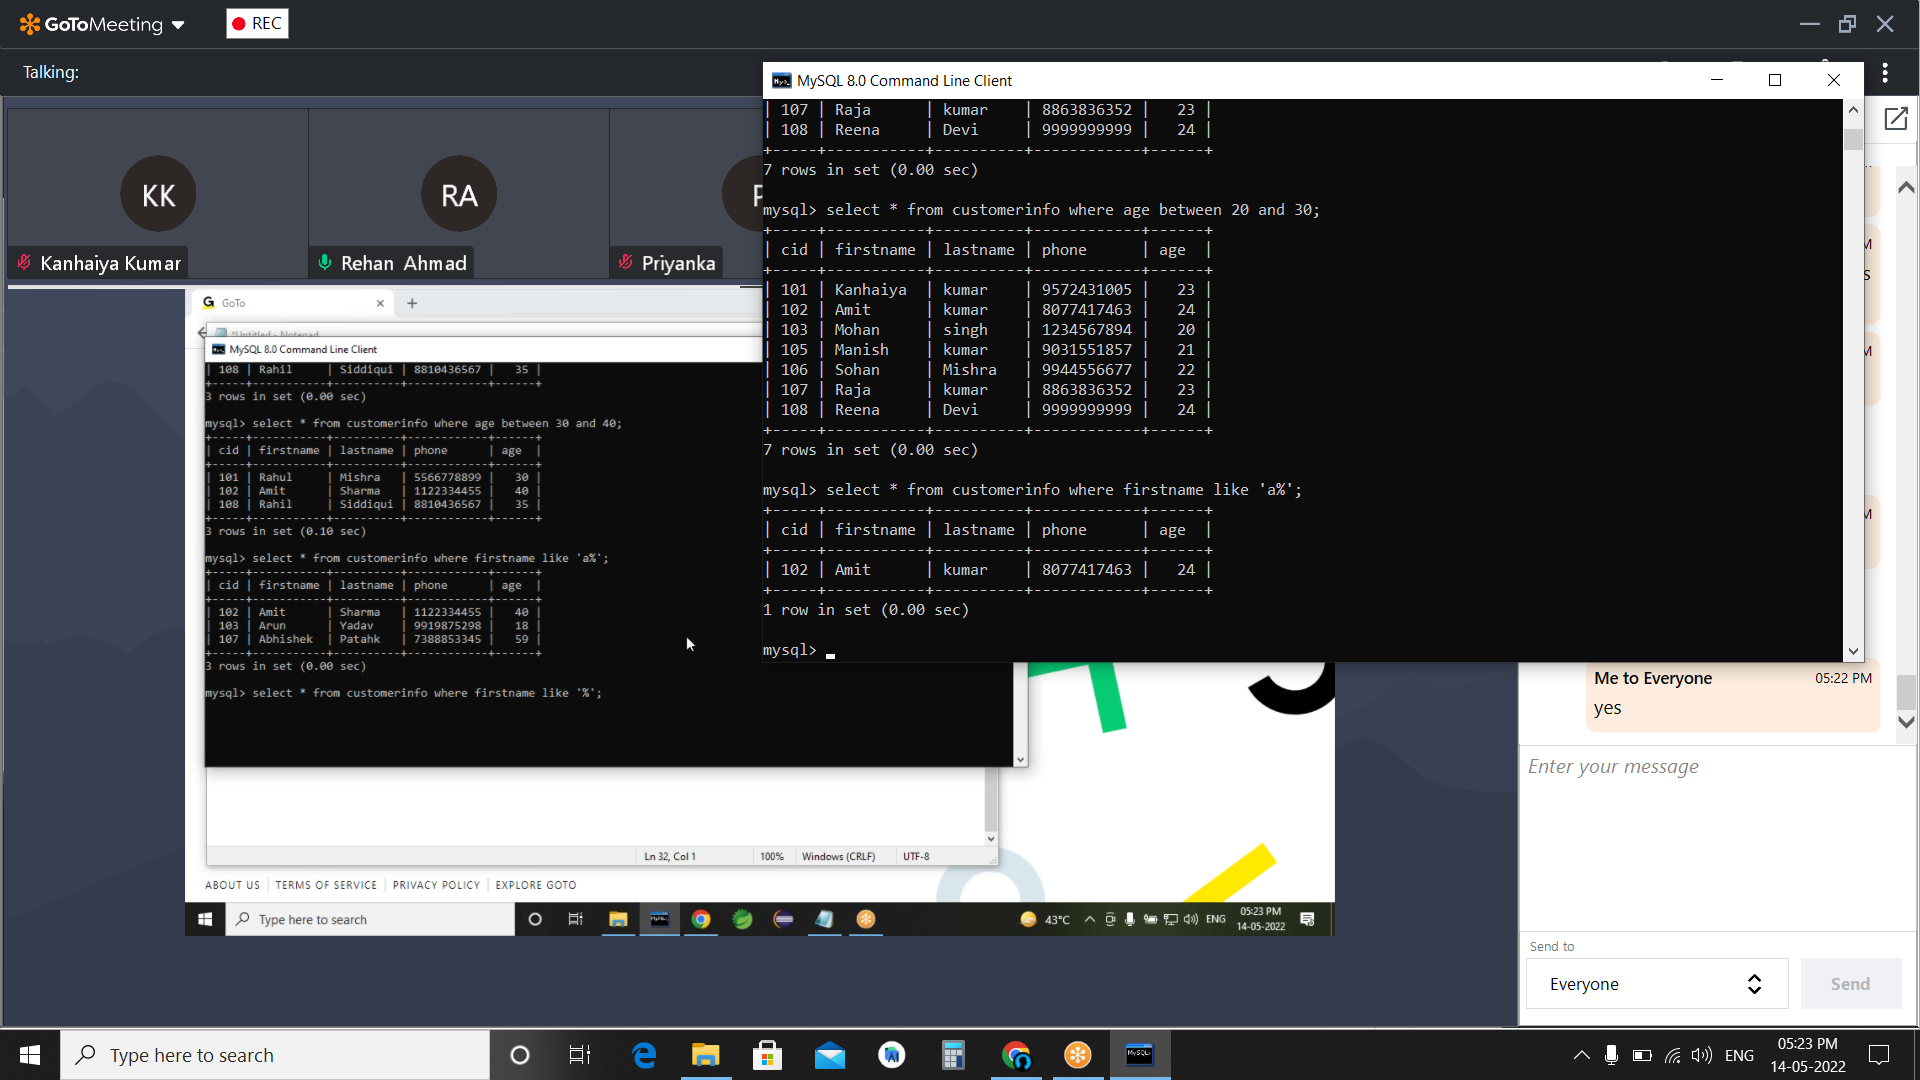 GoToMeeting
REC
Talking:
KK
RA
Kanhaiya Kumar
Rehan Ahmad
Priyanka
MySQL 8.0 Command Line Client
| 107 | Raja | kumar | 8863836352 | 23 |
| 108 | Reena | Devi | 9999999999 | 24 |
+-----+-----------+----------+------------+------+
7 rows in set (0.00 sec)
mysql> select * from customerinfo where age between 20 and 30;
+-----+-----------+----------+------------+------+
| cid | firstname | lastname | phone | age |
+-----+-----------+----------+------------+------+
| 101 | Kanhaiya | kumar | 9572431005 | 23 |
| 102 | Amit | kumar | 8077417463 | 24 |
| 103 | Mohan | singh | 1234567894 | 20 |
| 105 | Manish | kumar | 9031551857 | 21 |
| 106 | Sohan | Mishra | 9944556677 | 22 |
| 107 | Raja | kumar | 8863836352 | 23 |
| 108 | Reena | Devi | 9999999999 | 24 |
+-----+-----------+----------+------------+------+
7 rows in set (0.00 sec)
mysql> select * from customerinfo where firstname like 'a%';
+-----+-----------+----------+------------+------+
| cid | firstname | lastname | phone | age |
+-----+-----------+----------+------------+------+
| 102 | Amit | kumar | 8077417463 | 24 |
+-----+-----------+----------+------------+------+
1 row in set (0.00 sec)
mysql>
GoTo
*Untitled - Notepad
MySQL 8.0 Command Line Client
| 108 | Rahil | Siddiqui | 8810436567 | 35 |
+-----+-----------+----------+------------+------+
3 rows in set (0.00 sec)
mysql> select * from customerinfo where age between 30 and 40;
+-----+-----------+----------+------------+------+
| cid | firstname | lastname | phone | age |
+-----+-----------+----------+------------+------+
| 101 | Rahul | Mishra | 5566778899 | 30 |
| 102 | Amit | Sharma | 1122334455 | 40 |
| 108 | Rahil | Siddiqui | 8810436567 | 35 |
+-----+-----------+----------+------------+------+
3 rows in set (0.10 sec)
mysql> select * from customerinfo where firstname like 'a%';
+-----+-----------+----------+------------+------+
| cid | firstname | lastname | phone | age |
+-----+-----------+----------+------------+------+
| 102 | Amit | Sharma | 1122334455 | 40 |
| 103 | Arun | Yadav | 9919875298 | 18 |
| 107 | Abhishek | Patahk | 7388853345 | 59 |
+-----+-----------+----------+------------+------+
3 rows in set (0.00 sec)
mysql> select * from customerinfo where firstname like '%';
Ln 32, Col 1
100%
Windows (CRLF)
UTF-8
ABOUT US
TERMS OF SERVICE
PRIVACY POLICY
EXPLORE GOTO
Type here to search
43°C
ENG
05:23 PM
14-05-2022
Me to Everyone
05:22 PM
yes
Enter your message
Send to
Everyone
Send
Type here to search
ENG
05:23 PM
14-05-2022